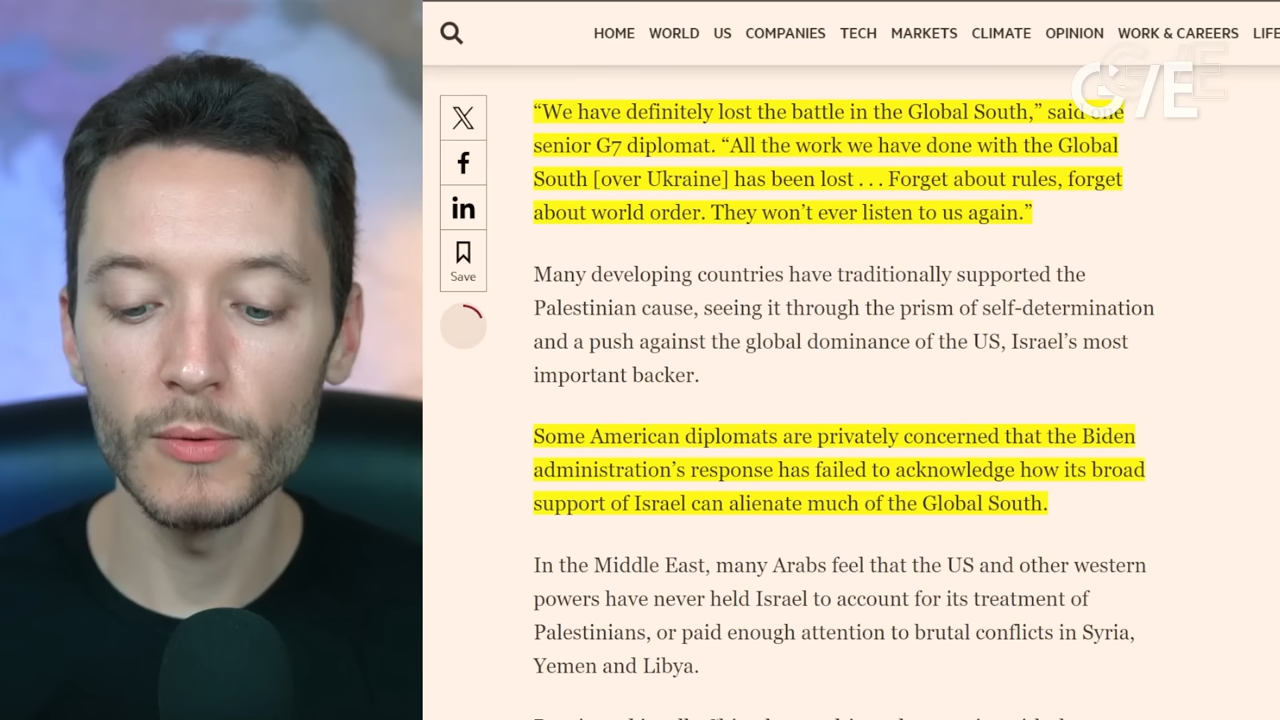 HOME WORLD US COMPANIES TECH MARKETS CLIMATE OPINION WORK & CAREERS LIFE
“We have definitely lost the battle in the Global South,” said one
senior G7 diplomat. “All the work we have done with the Global
South [over Ukraine] has been lost . . . Forget about rules, forget
about world order. They won’t ever listen to us again.”
Many developing countries have traditionally supported the
Palestinian cause, seeing it through the prism of self-determination
and a push against the global dominance of the US, Israel’s most
important backer.
Some American diplomats are privately concerned that the Biden
administration’s response has failed to acknowledge how its broad
support of Israel can alienate much of the Global South.
In the Middle East, many Arabs feel that the US and other western
powers have never held Israel to account for its treatment of
Palestinians, or paid enough attention to brutal conflicts in Syria,
Yemen and Libya.
X
f
in
Save